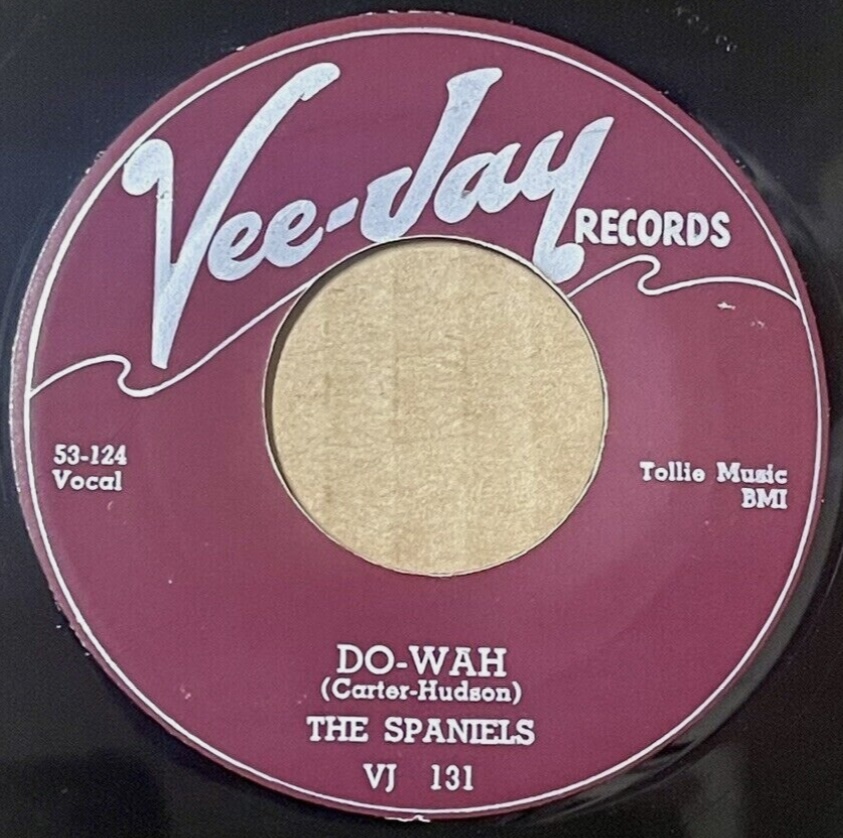 Vee-Jay
RECORDS
53-124
Vocal
Tollie Music
BMI
DO-WAH
(Carter-Hudson)
THE SPANIELS
VJ 131